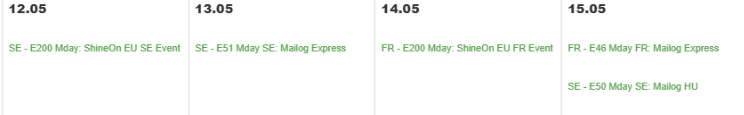 12.05
13.05
14.05
15.05
SE - E200 Mday: ShineOn EU SE Event
SE - E51 Mday SE: Mailog Express
FR - E200 Mday: ShineOn EU FR Event
FR - E46 Mday FR: Mailog Express
SE - E50 Mday SE: Mailog HU